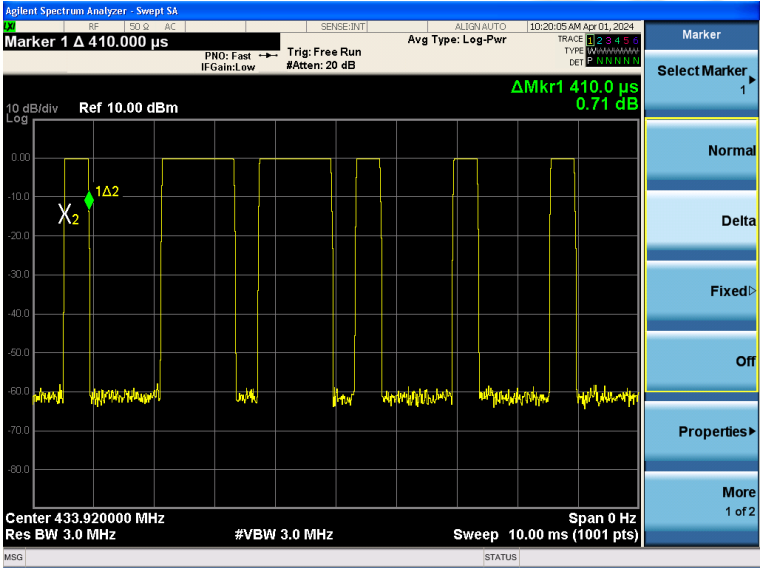 Agilent Spectrum Analyzer - Swept SA
LXI RF 50 Ω AC SENSE:INT ALIGN AUTO 10:20:05 AM Apr 01, 2024
Marker 1 Δ 410.000 µs
PNO: Fast
IFGain:Low
Trig: Free Run
#Atten: 20 dB
Avg Type: Log-Pwr
TRACE 1 2 3 4 5 6
TYPE W
DET P N N N N N
ΔMkr1 410.0 µs
0.71 dB
10 dB/div Ref 10.00 dBm
Log
0.00
-10.0
-20.0
-30.0
-40.0
-50.0
-60.0
-70.0
-80.0
1Δ2
X2
Center 433.920000 MHz Span 0 Hz
Res BW 3.0 MHz #VBW 3.0 MHz Sweep 10.00 ms (1001 pts)
MSG STATUS
Marker
Select Marker
1
Normal
Delta
Fixed
Off
Properties
More
1 of 2